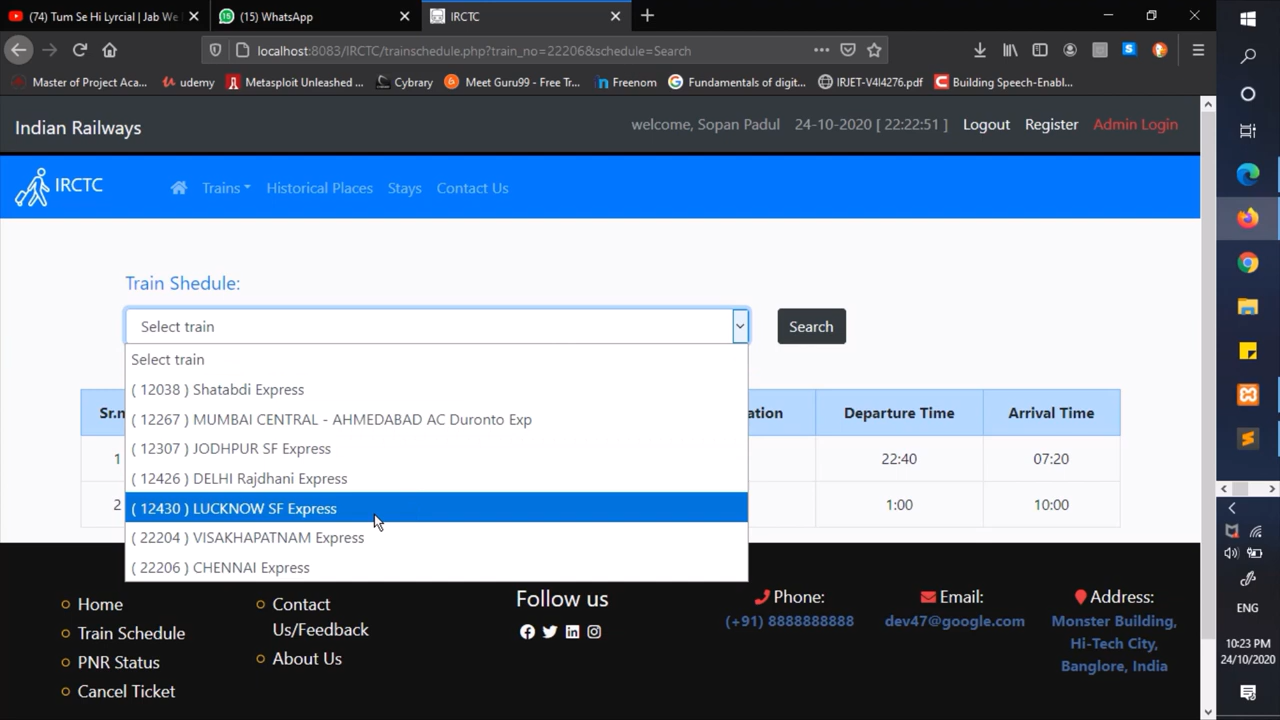 (74) Tum Se Hi Lyrcial | Jab We
(15) WhatsApp
IRCTC
localhost:8083/IRCTC/trainschedule.php?train_no=22206&schedule=Search
Master of Project Aca...
udemy
Metasploit Unleashed ...
Cybrary
Meet Guru99 - Free Tr...
Freenom
Fundamentals of digit...
IRJET-V4I4276.pdf
Building Speech-Enabl...
Indian Railways
welcome, Sopan Padul
24-10-2020 [ 22:22:51 ]
Logout
Register
Admin Login
IRCTC
Trains
Historical Places
Stays
Contact Us
Train Shedule:
Select train
Search
Select train
( 12038 ) Shatabdi Express
( 12267 ) MUMBAI CENTRAL - AHMEDABAD AC Duronto Exp
( 12307 ) JODHPUR SF Express
( 12426 ) DELHI Rajdhani Express
( 12430 ) LUCKNOW SF Express
( 22204 ) VISAKHAPATNAM Express
( 22206 ) CHENNAI Express
Departure Time
Arrival Time
1
22:40
07:20
2
1:00
10:00
Home
Train Schedule
PNR Status
Cancel Ticket
Contact
Us/Feedback
About Us
Follow us
Phone:
(+91) 8888888888
Email:
dev47@google.com
Address:
Monster Building,
Hi-Tech City,
Banglore, India
ENG
10:23 PM
24/10/2020